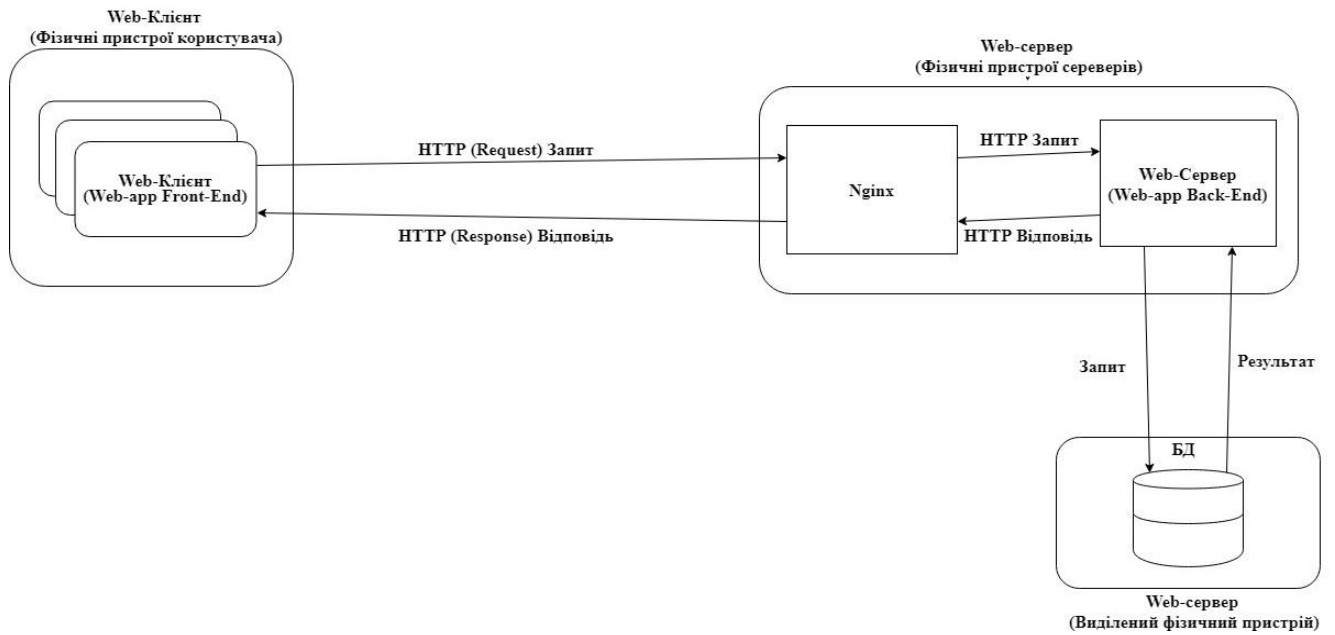 Web-Клієнт
(Фізичні пристрої користувача)
Web-сервер
(Фізичні пристрої сереверів)
HTTP (Request) Запит
HTTP Запит
Web-Клієнт
(Web-app Front-End)
Nginx
Web-Сервер
(Web-app Back-End)
HTTP (Response) Відповідь
HTTP Відповідь
Запит
Результат
БД
Web-сервер
(Виділений фізичний пристрій)